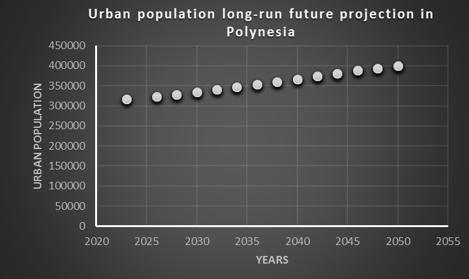 Urban population long-run future projection in
Polynesia
URBAN POPULATION
450000
400000
350000
300000
250000
200000
150000
100000
50000
0
2020 2025 2030 2035 2040 2045 2050 2055
YEARS